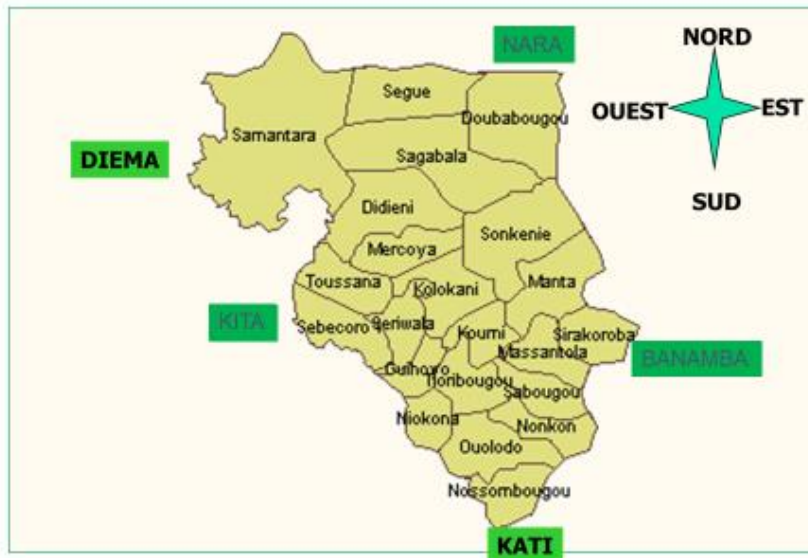 NARA
NORD
Segue
OUEST
EST
Doubabougou
Samantara
DIEMA
Sagabala
SUD
Didieni
Sonkenie
Mercoya
Toussana
Kolokani
Manta
KITA
Sebecoro
Seriwala
Kourni
Sirakoroba
Massantola
BANAMBA
Guihoyo
Tioribougou
Sabougou
Niokona
Nonkon
Ouolodo
Nossombougou
KATI